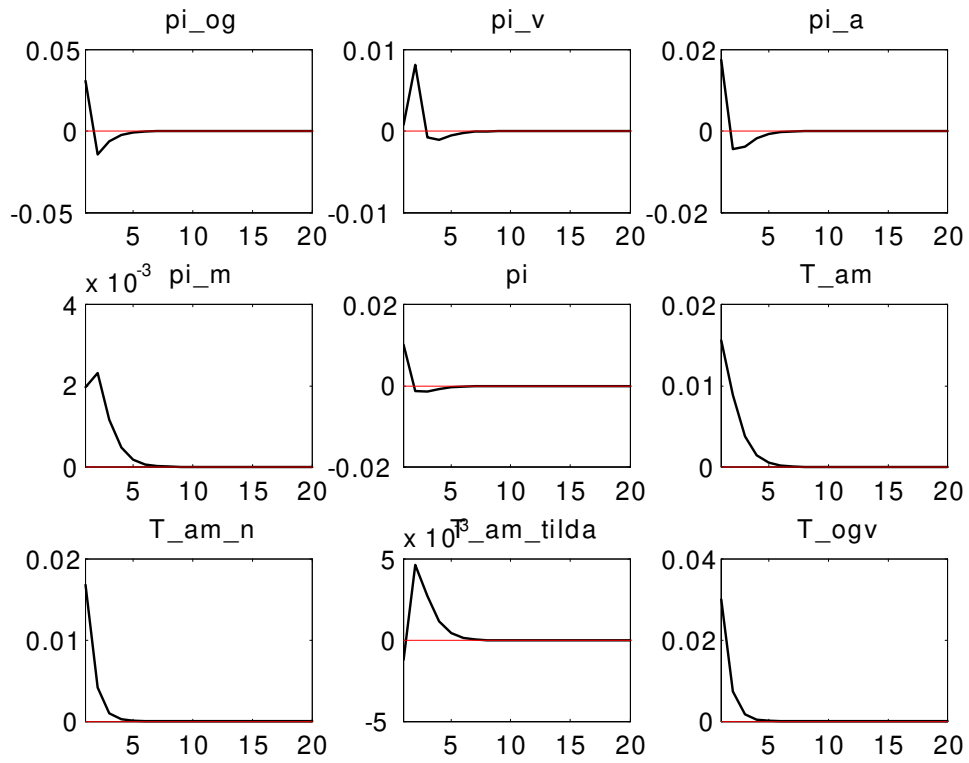 pi_og pi_v pi_a
0.05 0.01 0.02
0 0 0
-0.05 -0.01 -0.02
5 10 15 20 5 10 15 20 5 10 15 20
x 10-3 pi_m pi T_am
4 0.02 0.02
2 0 0.01
0 -0.02 0
5 10 15 20 5 10 15 20 5 10 15 20
T_am_n x 10-3 T_am_tilda T_ogv
0.02 5 0.04
0.01 0 0.02
0 -5 0
5 10 15 20 5 10 15 20 5 10 15 20